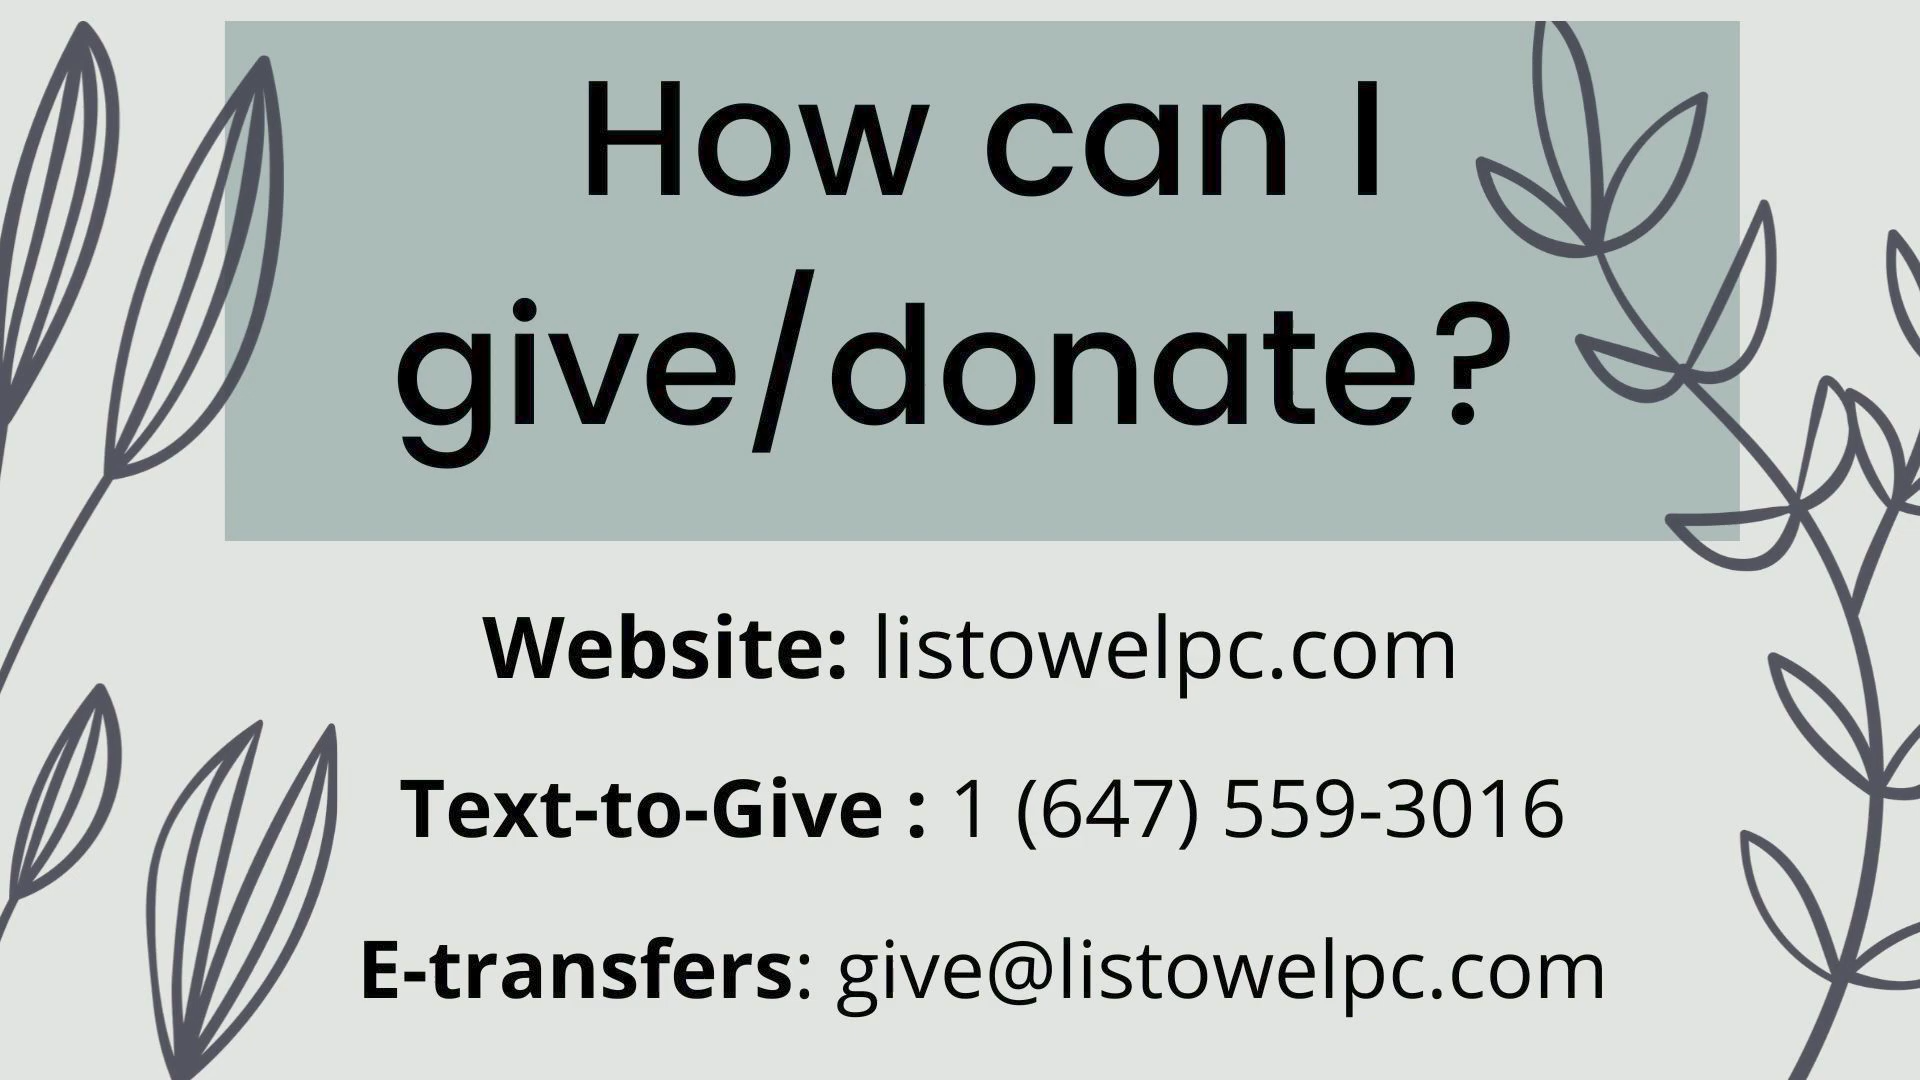 How can I
give/donate?
Website: listowelpc.com
Text-to-Give : 1 (647) 559-3016
E-transfers: give@listowelpc.com